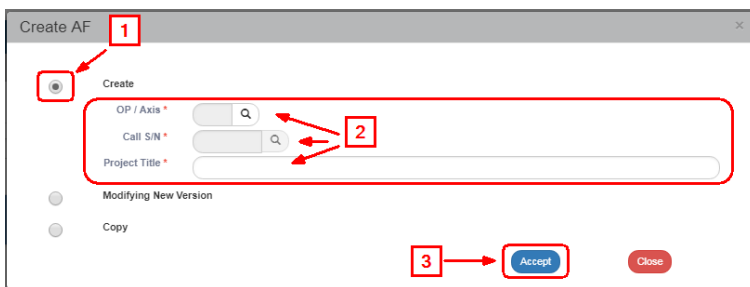 Create AF
×
1
Create
OP / Axis *
Call S/N *
2
Project Title *
Modifying New Version
Copy
3
Accept
Close